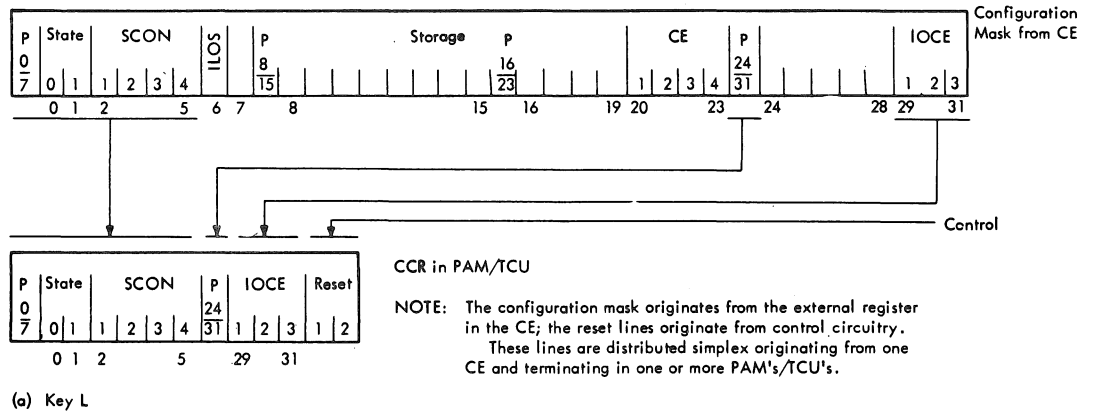 Configuration
Mask from CE
P State SCON ILOS P Storage P CE P IOCE
0 8 16 24
7 0 1 1 2 3 4 15 23 1 2 3 4 31 1 2 3
0 1 2 5 6 7 8 15 16 19 20 23 24 28 29 31
Control
CCR in PAM/TCU
P State SCON P IOCE Reset
0 24
7 0 1 1 2 3 4 31 1 2 3 1 2
0 1 2 5 29 31
NOTE: The configuration mask originates from the external register
in the CE; the reset lines originate from control circuitry.
These lines are distributed simplex originating from one
CE and terminating in one or more PAM's/TCU's.
(a) Key L